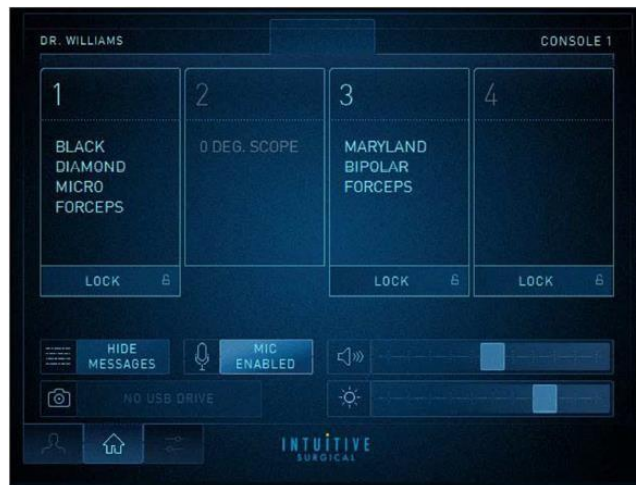 DR. WILLIAMS
CONSOLE 1
1
2
3
4
BLACK
DIAMOND
MICRO
FORCEPS
0 DEG. SCOPE
MARYLAND
BIPOLAR
FORCEPS
LOCK
LOCK
LOCK
HIDE
MESSAGES
MIC
ENABLED
NO USB DRIVE
INTUITIVE
SURGICAL